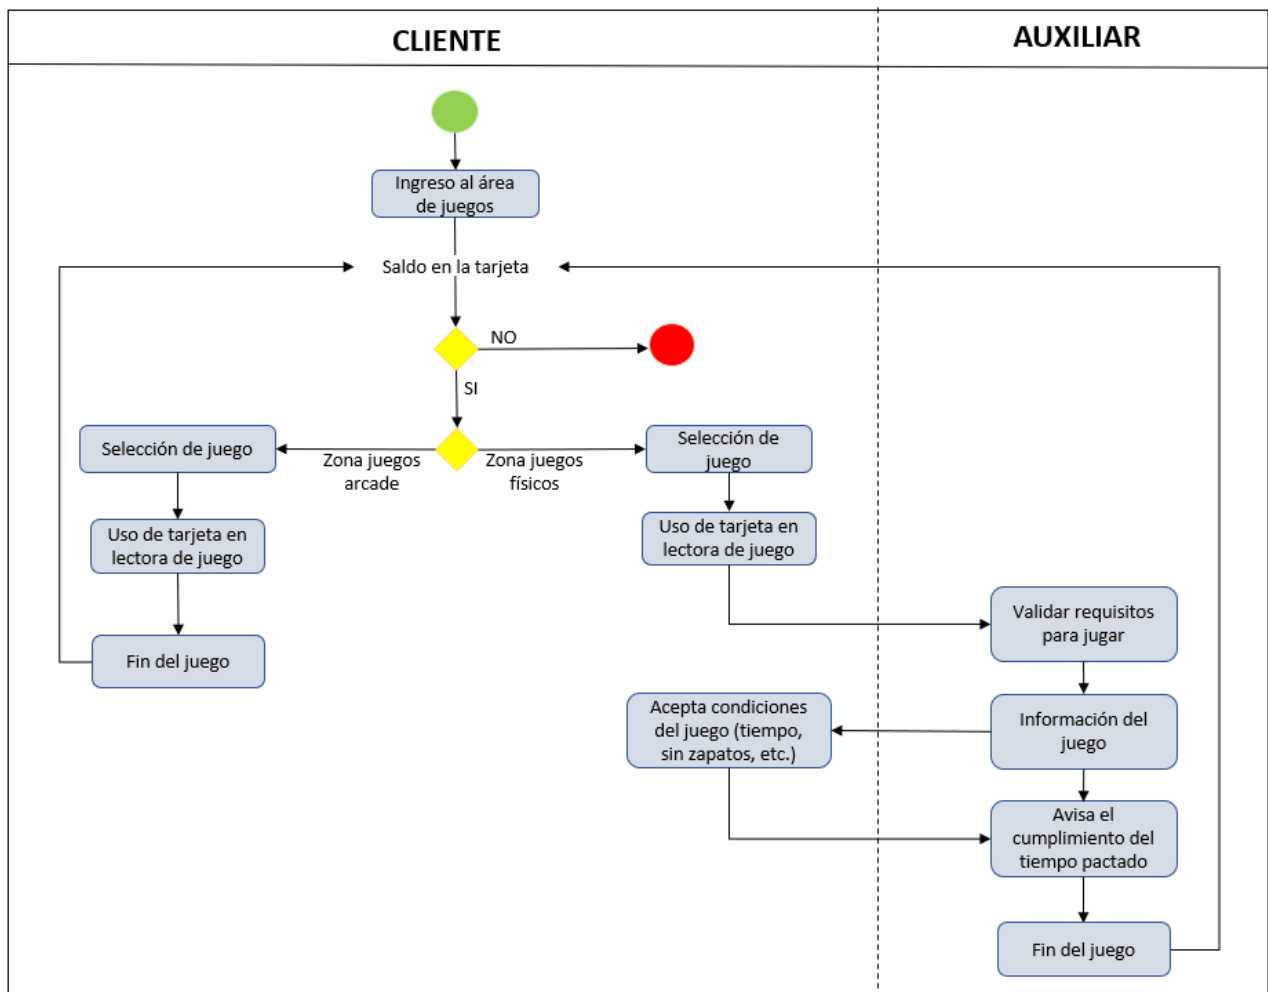 CLIENTE
AUXILIAR
Ingreso al área
de juegos
Saldo en la tarjeta
NO
SI
Selección de juego
Zona juegos
arcade
Zona juegos
físicos
Selección de
juego
Uso de tarjeta en
lectora de juego
Uso de tarjeta en
lectora de juego
Validar requisitos
para jugar
Fin del juego
Acepta condiciones
del juego (tiempo,
sin zapatos, etc.)
Información del
juego
Avisa el
cumplimiento del
tiempo pactado
Fin del juego